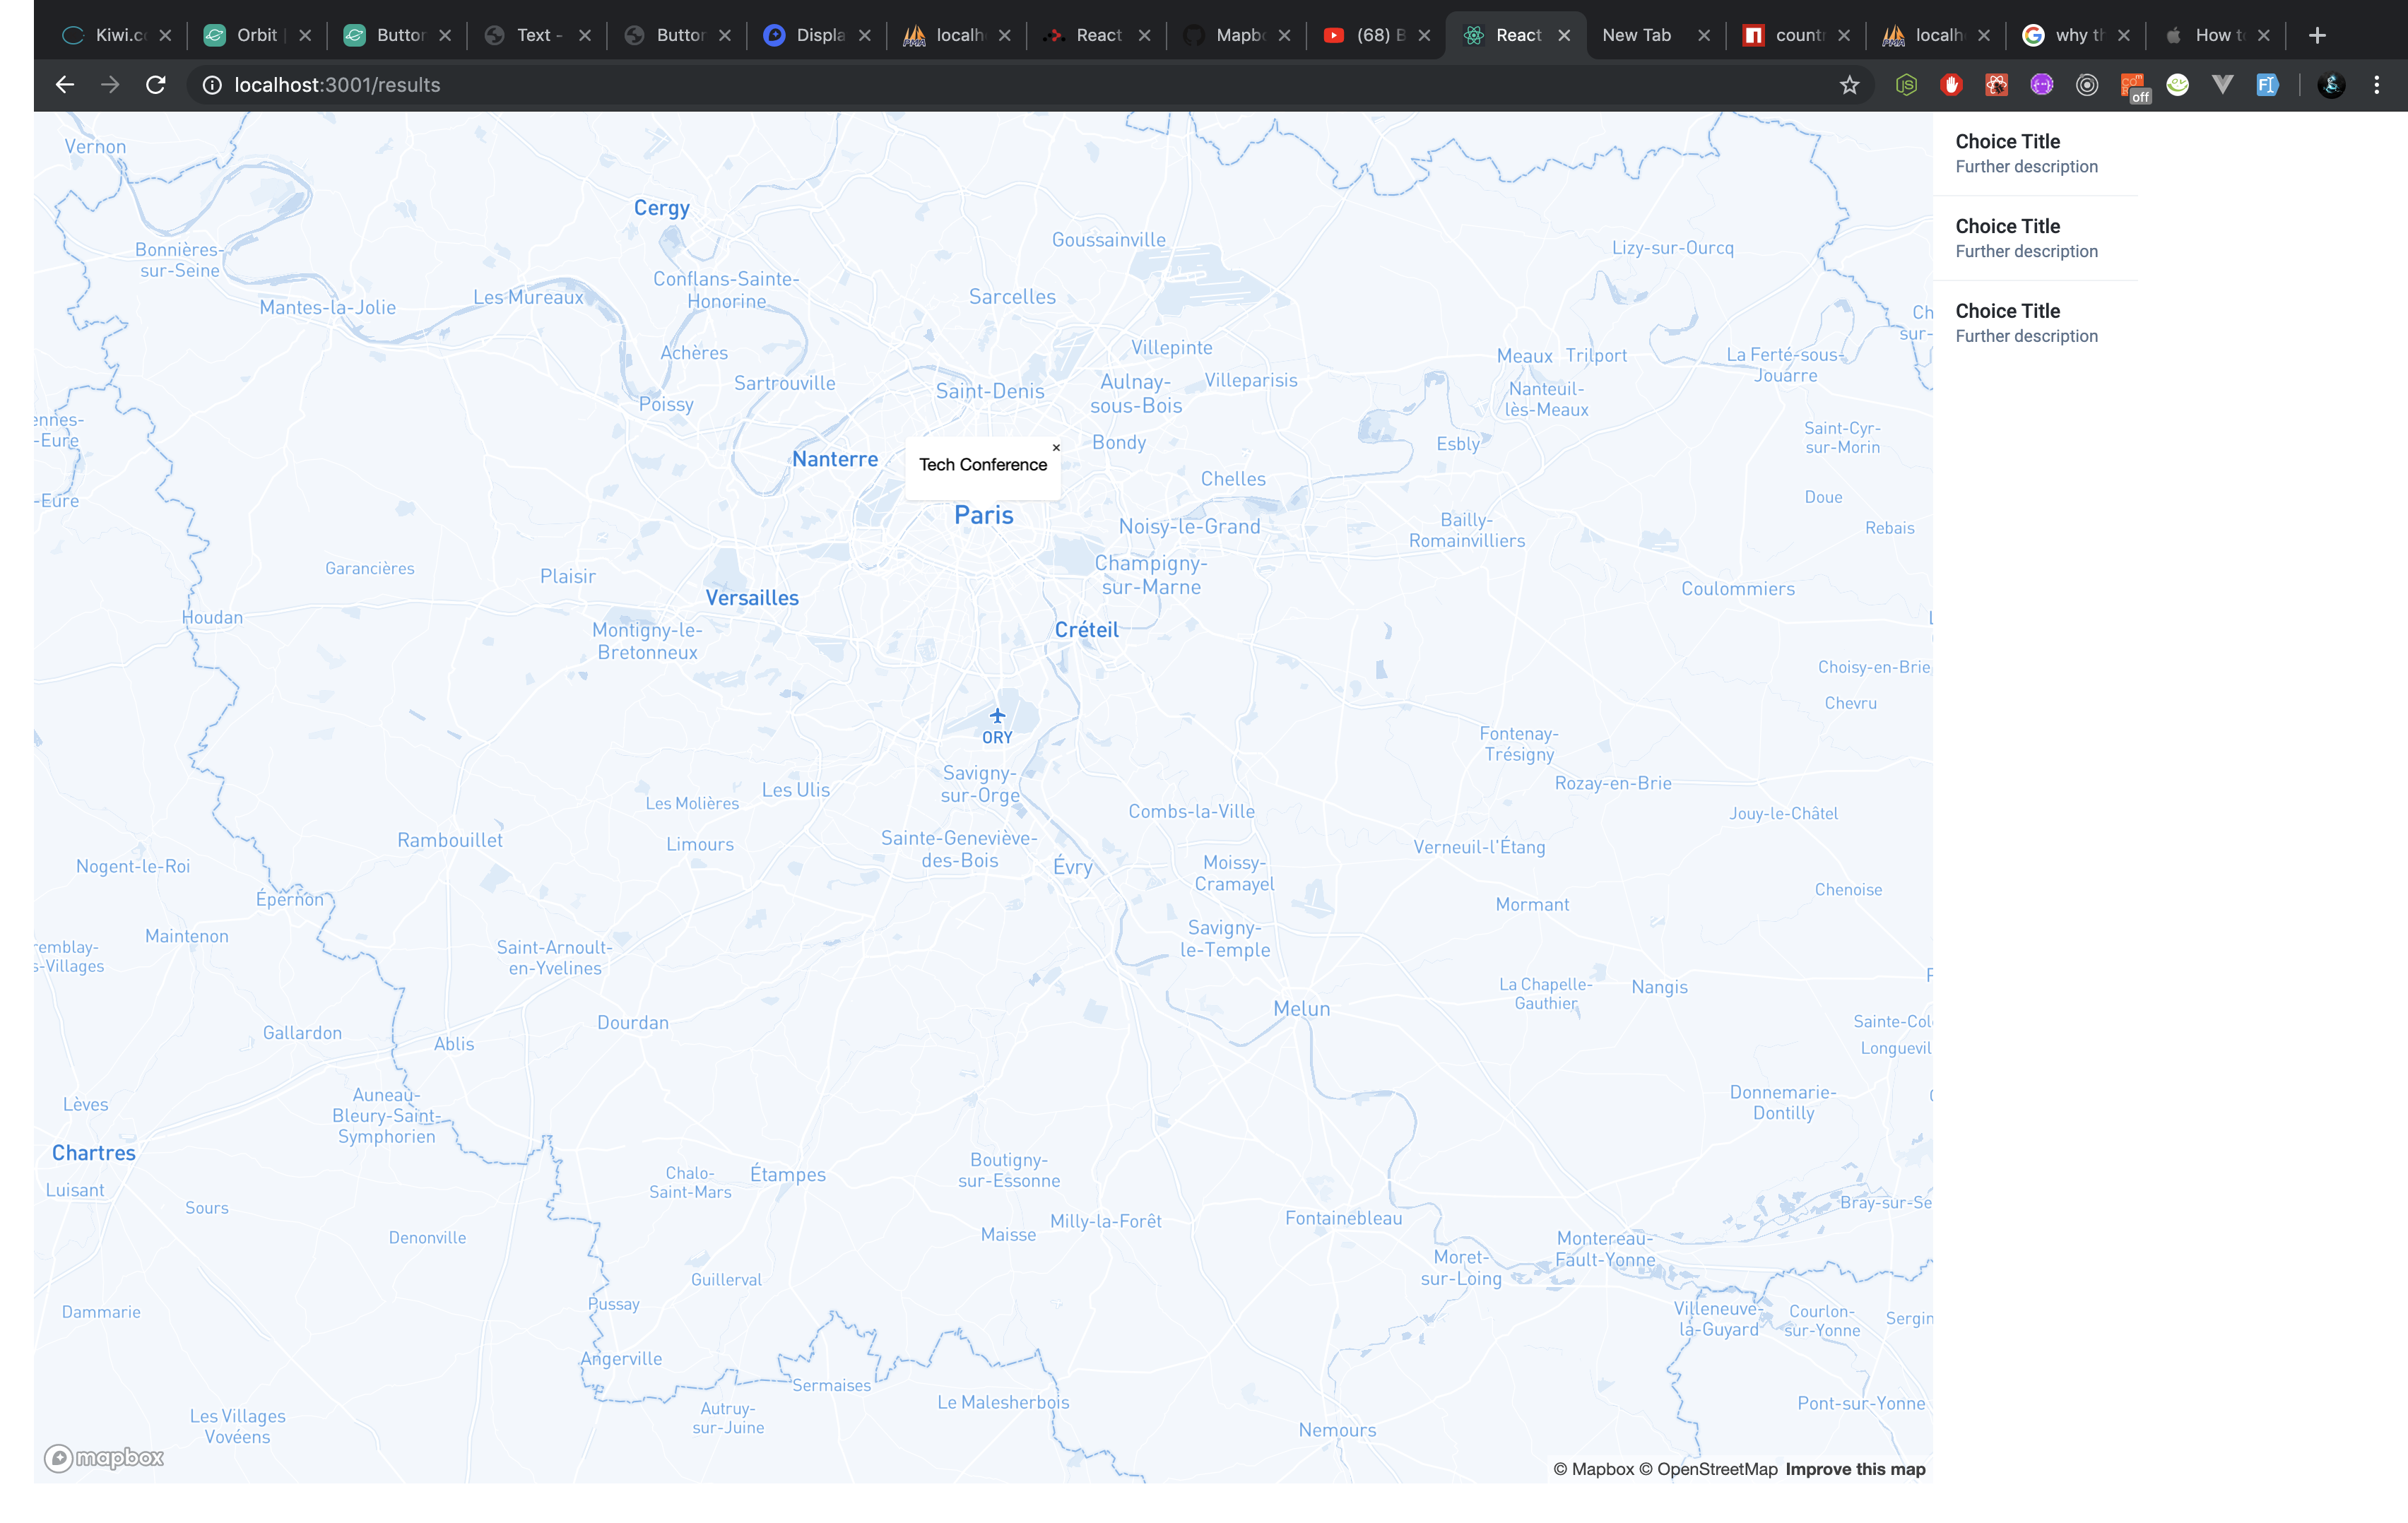 Kiwi.c
Orbit
Button
Text -
Button
Displa
localh
React
Mapbo
(68) B
React
New Tab
countr
localh
why th
How to
localhost:3001/results
off
Vernon
Cergy
Goussainville
Lizy-sur-Ourcq
Bonnières-
sur-Seine
Conflans-Sainte-
Honorine
Les Mureaux
Sarcelles
Mantes-la-Jolie
Ch
sur-
Achères
Villepinte
Meaux
Trilport
La Ferté-sous-
Jouarre
Sartrouville
Saint-Denis
Aulnay-
sous-Bois
Villeparisis
Nanteuil-
lès-Meaux
Poissy
ennes-
-Eure
Saint-Cyr-
sur-Morin
Bondy
Esbly
Nanterre
Tech Conference
×
Chelles
Doue
-Eure
Paris
Noisy-le-Grand
Bailly-
Romainvilliers
Rebais
Garancières
Plaisir
Champigny-
sur-Marne
Coulommiers
Versailles
Houdan
Montigny-le-
Bretonneux
Créteil
Choisy-en-Brie
Chevru
ORY
Fontenay-
Trésigny
Savigny-
sur-Orge
Les Ulis
Rozay-en-Brie
Les Molières
Combs-la-Ville
Jouy-le-Châtel
Rambouillet
Limours
Sainte-Geneviève-
des-Bois
Verneuil-l'Étang
Nogent-le-Roi
Évry
Moissy-
Cramayel
Chenoise
Épernon
Mormant
Maintenon
remblay-
s-Villages
Saint-Arnoult-
en-Yvelines
Savigny-
le-Temple
La Chapelle-
Gauthier
Nangis
Melun
Dourdan
Sainte-Col
Gallardon
Ablis
Longuevil
Auneau-
Bleury-Saint-
Symphorien
Lèves
Donnemarie-
Dontilly
Chartres
Chalo-
Saint-Mars
Étampes
Boutigny-
sur-Essonne
Luisant
Sours
Bray-sur-Se
Milly-la-Forêt
Fontainebleau
Maisse
Denonville
Montereau-
Fault-Yonne
Moret-
sur-Loing
Guillerval
Pussay
Dammarie
Villeneuve-
la-Guyard
Courlon-
sur-Yonne
Sergin
Angerville
Sermaises
Le Malesherbois
Pont-sur-Yonne
Les Villages
Vovéens
Autruy-
sur-Juine
Nemours
mapbox
© Mapbox © OpenStreetMap Improve this map
Choice Title
Further description
Choice Title
Further description
Choice Title
Further description